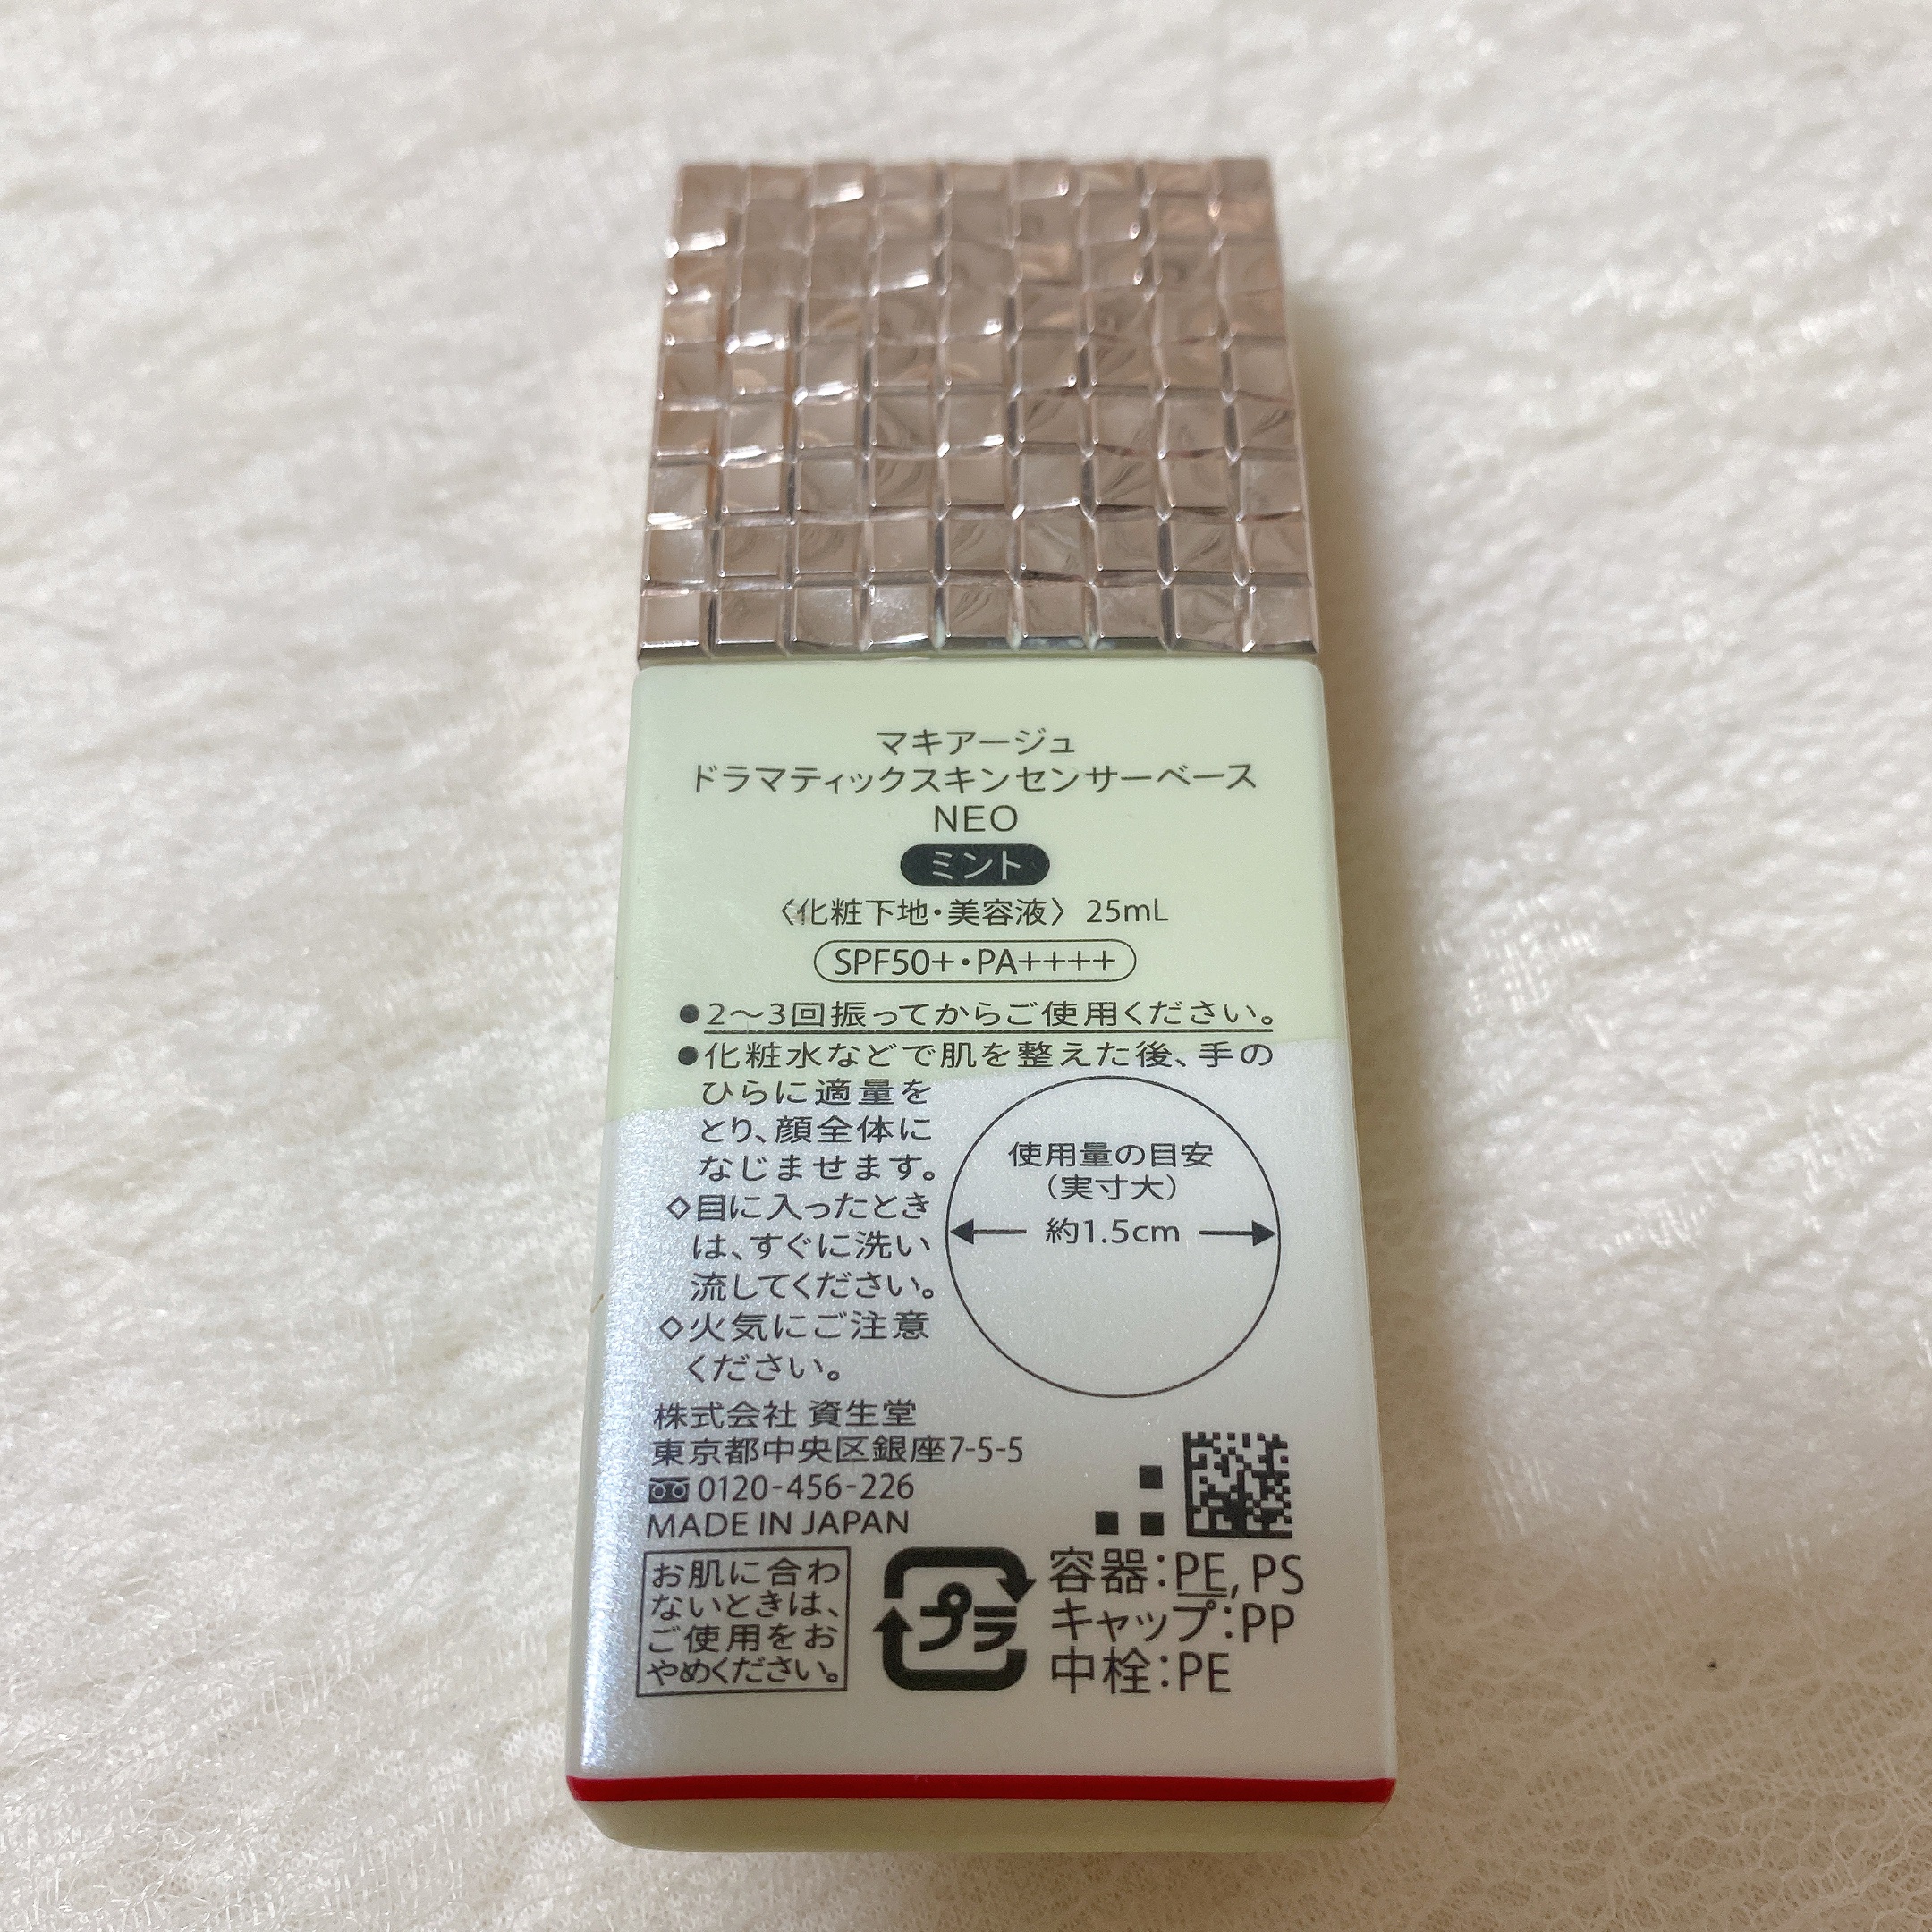 マキアージュ
ドラマティックスキンセンサーベース
NEO
ミント
〈化粧下地・美容液〉 25mL
SPF50+・PA++++
●2〜3回振ってからご使用ください。
●化粧水などで肌を整えた後、手の
ひらに適量を
とり、顔全体に
なじませます。
◇目に入ったとき
は、すぐに洗い
流してください。
◇火気にご注意
ください。
使用量の目安
(実寸大)
約1.5cm
株式会社 資生堂
東京都中央区銀座7-5-5
0120-456-226
MADE IN JAPAN
お肌に合わ
ないときは、
ご使用をお
やめください。
プラ
容器：PE, PS
キャップ：PP
中栓：PE